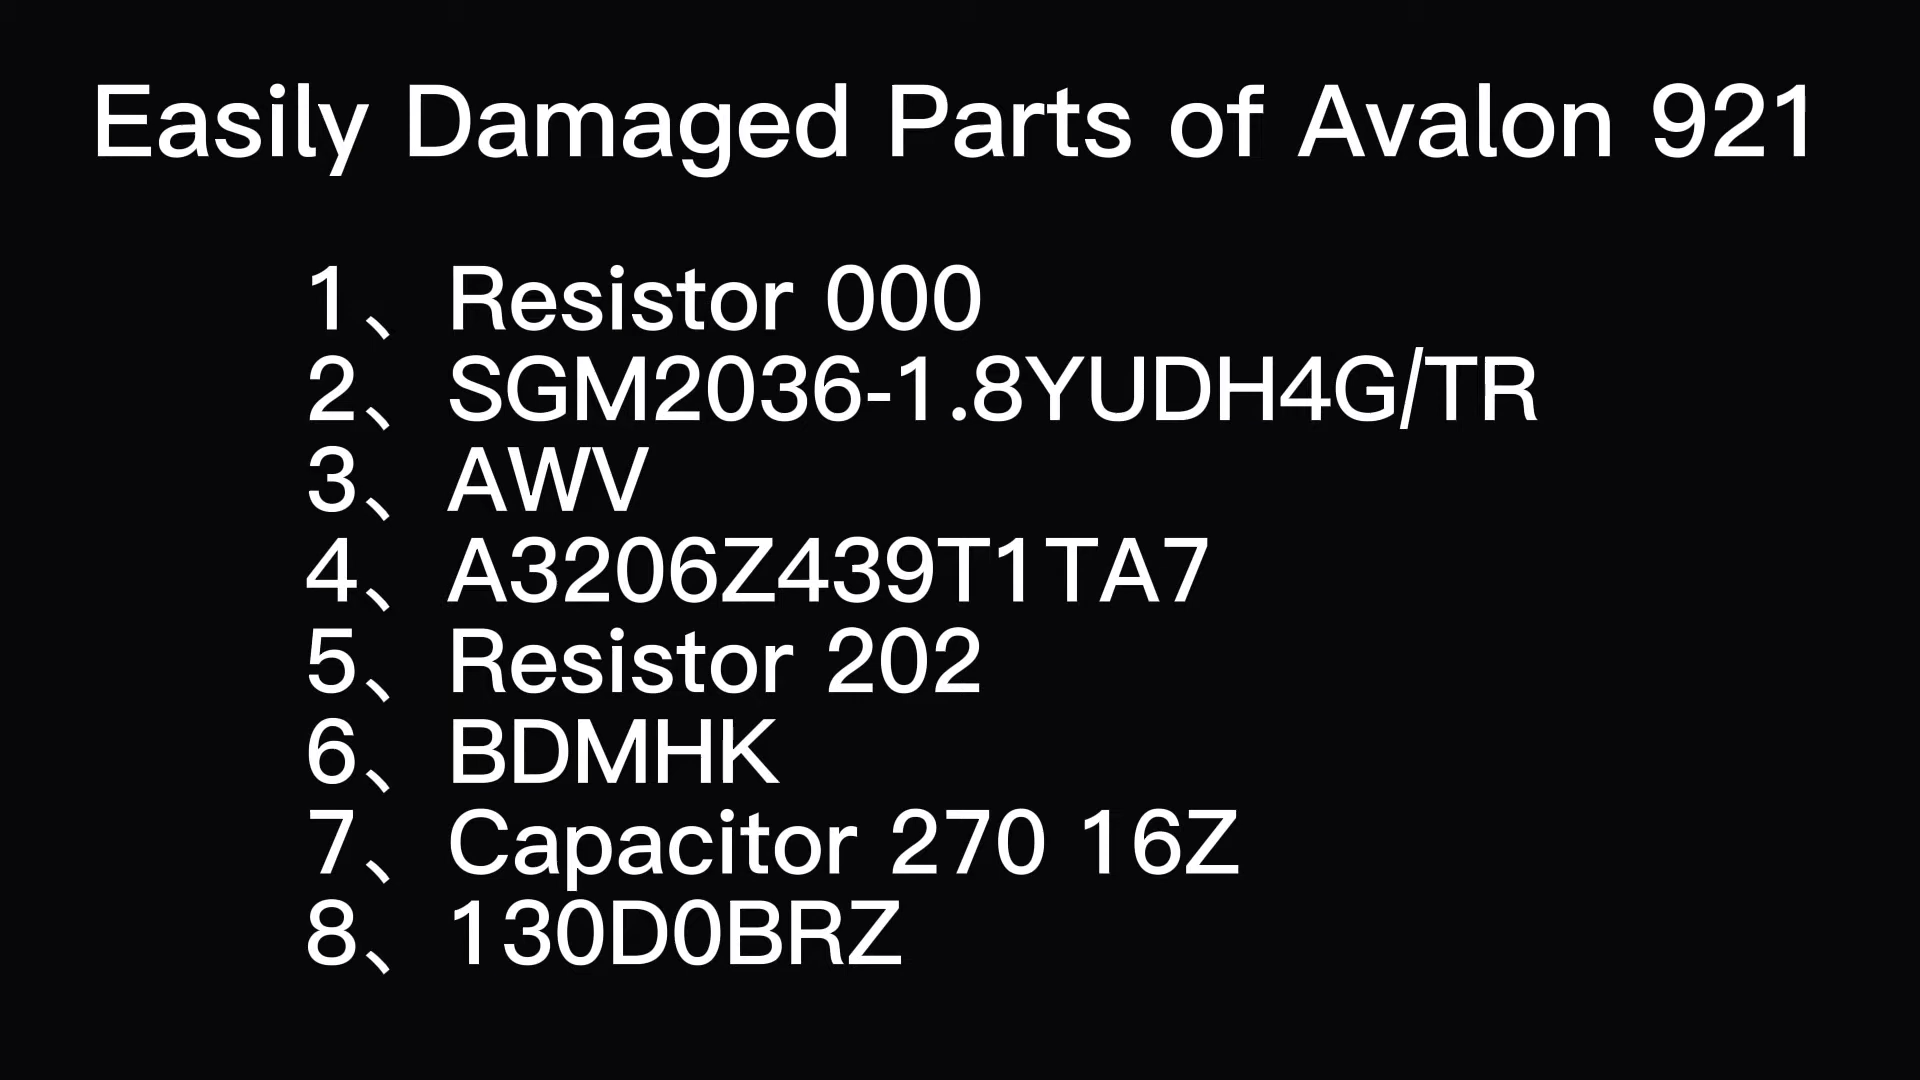 Easily Damaged Parts of Avalon 921
1、 Resistor 000
2、 SGM2036-1.8YUDH4G/TR
3、 AWV
4、 A3206Z439T1TA7
5、 Resistor 202
6、 BDMHK
7、 Capacitor 270 16Z
8、 130D0BRZ